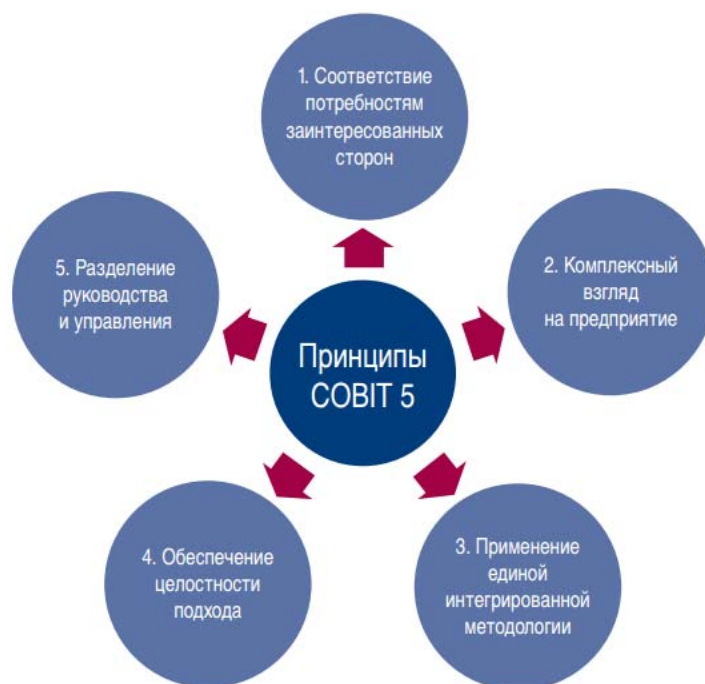 1. Соответствие
потребностям
заинтересованных
сторон
2. Комплексный
взгляд
на предприятие
3. Применение
единой
интегрированной
методологии
4. Обеспечение
целостности
подхода
5. Разделение
руководства
и управления
Принципы
COBIT 5